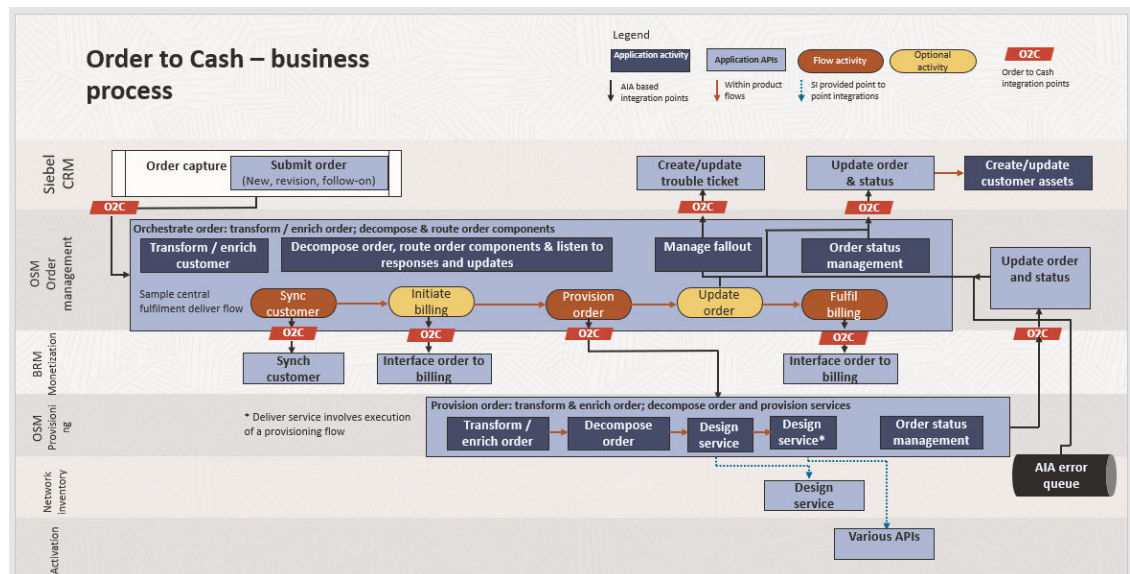 Order to Cash – business
process
Legend
Application activity
Application APIs
Flow activity
Optional
activity
O2C
AIA based
integration points
Within product
flows
SI provided point to
point integrations
Order to Cash
integration points
Siebel
CRM
Order capture
Submit order
(New, revision, follow-on)
Create/update
trouble ticket
Update order
& status
Create/update
customer assets
O2C
O2C
O2C
OSM
Order
management
Orchestrate order: transform / enrich order; decompose & route order components
Transform / enrich
customer
Decompose order, route order components & listen to
responses and updates
Manage fallout
Order status
management
Update order
and status
Sample central
fulfilment deliver flow
Sync
customer
Initiate
billing
Provision
order
Update
order
Fulfil
billing
O2C
O2C
O2C
O2C
O2C
BRM
Monetization
Synch
customer
Interface order to
billing
Interface order to
billing
OSM
Provisioni
ng
* Deliver service involves execution
of a provisioning flow
Provision order: transform & enrich order; decompose order and provision services
Transform /
enrich order
Decompose
order
Design
service
Design
service*
Order status
management
AIA error
queue
Network
inventory
Design
service
Activation
Various APIs